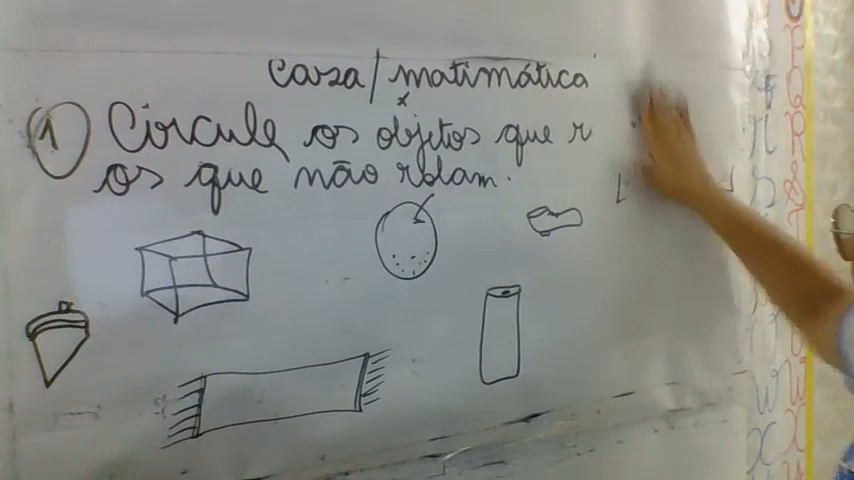 casa/matimática
1 Circule os objetos que r
os que não rolam.